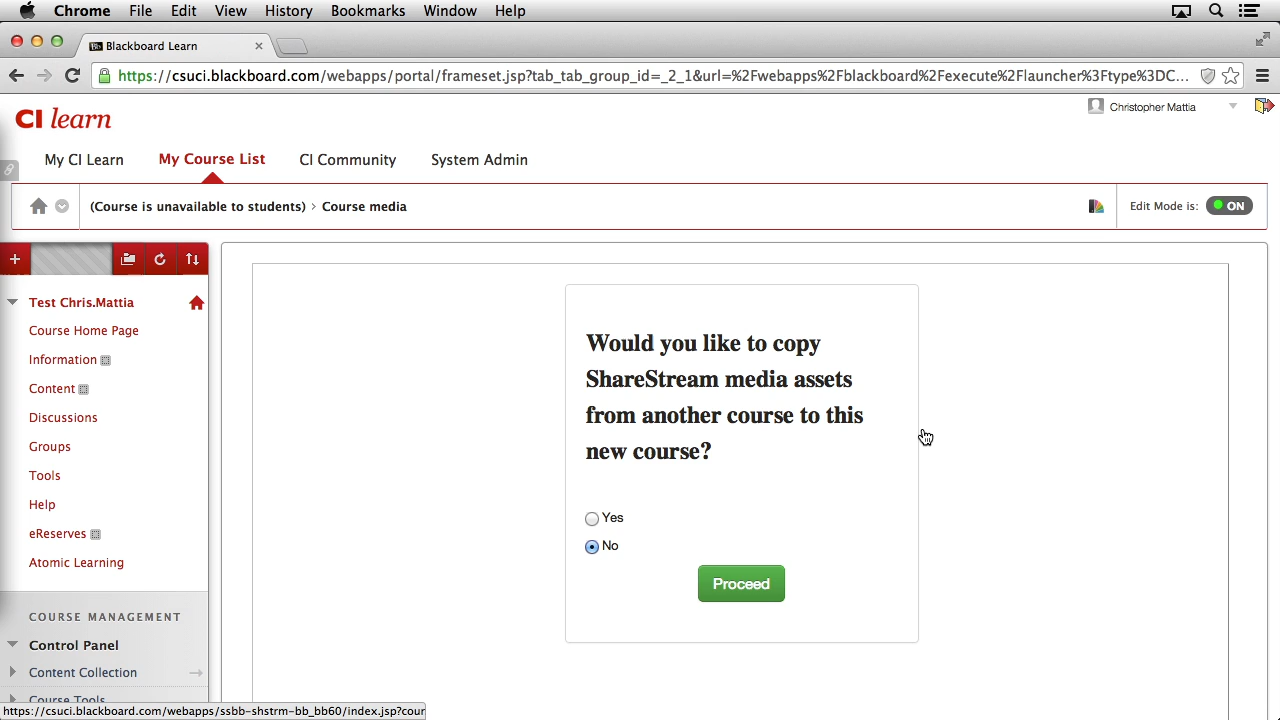 Chrome File Edit View History Bookmarks Window Help
Blackboard Learn
https://csuci.blackboard.com/webapps/portal/frameset.jsp?tab_tab_group_id=_2_1&url=%2Fwebapps%2Fblackboard%2Fexecute%2Flauncher%3Ftype%3DC...
CI learn
Christopher Mattia
My CI Learn My Course List CI Community System Admin
(Course is unavailable to students) > Course media
Edit Mode is: ON
Test Chris.Mattia
Course Home Page
Information
Content
Discussions
Groups
Tools
Help
eReserves
Atomic Learning
COURSE MANAGEMENT
Control Panel
Content Collection
Course Tools
Would you like to copy
ShareStream media assets
from another course to this
new course?
Yes
No
Proceed
https://csuci.blackboard.com/webapps/ssbb-shstrm-bb_bb60/index.jsp?cour